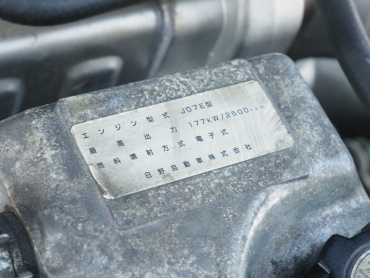 エンジン型式 J07E型
最高出力 177kW/2500
燃料噴射方式 電子式
日野自動車株式会社